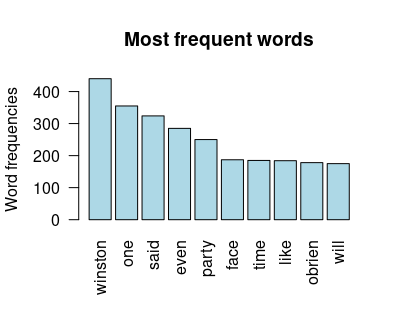 Most frequent words
Word frequencies
400
300
200
100
0
winston
one
said
even
party
face
time
like
obrien
will